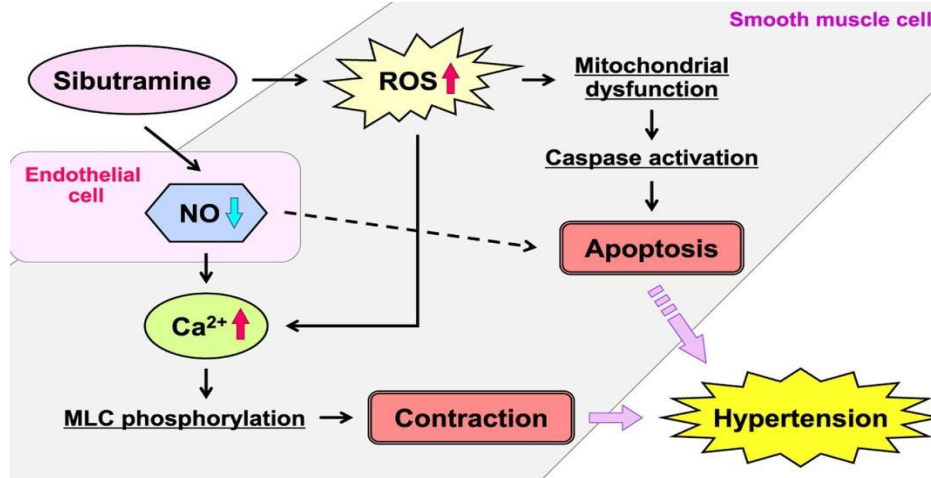 Smooth muscle cell
Sibutramine
ROS
Mitochondrial
dysfunction
Caspase activation
Endothelial
cell
NO
Apoptosis
Ca²⁺
MLC phosphorylation
Contraction
Hypertension